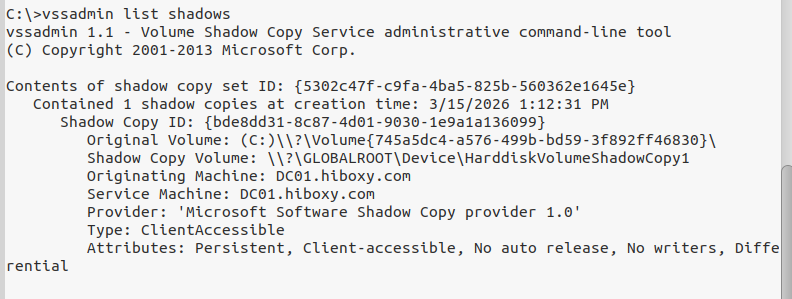 C:\>vssadmin list shadows
vssadmin 1.1 - Volume Shadow Copy Service administrative command-line tool
(C) Copyright 2001-2013 Microsoft Corp.

Contents of shadow copy set ID: {5302c47f-c9fa-4ba5-825b-560362e1645e}
   Contained 1 shadow copies at creation time: 3/15/2026 1:12:31 PM
      Shadow Copy ID: {bde8dd31-8c87-4d01-9030-1e9a1a136099}
         Original Volume: (C:)\\?\Volume{745a5dc4-a576-499b-bd59-3f892ff46830}\
         Shadow Copy Volume: \\?\GLOBALROOT\Device\HarddiskVolumeShadowCopy1
         Originating Machine: DC01.hiboxy.com
         Service Machine: DC01.hiboxy.com
         Provider: 'Microsoft Software Shadow Copy provider 1.0'
         Type: ClientAccessible
         Attributes: Persistent, Client-accessible, No auto release, No writers, Diffe
rential